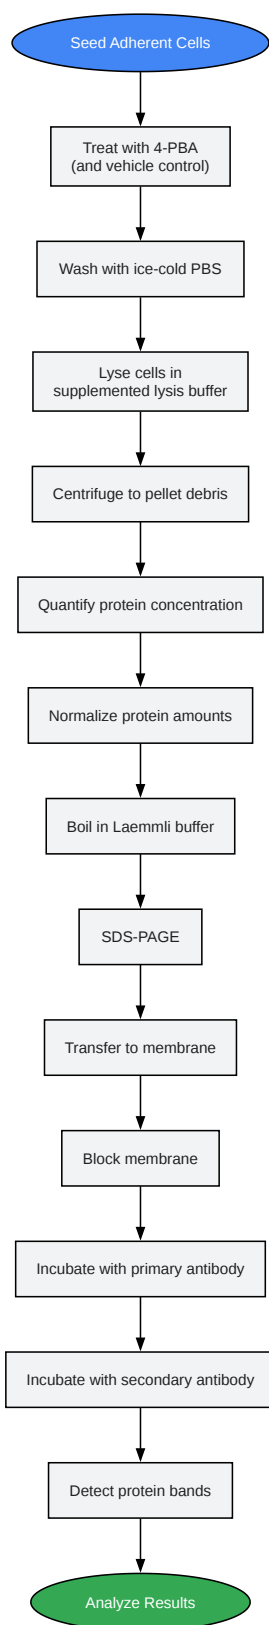 Seed Adherent Cells
Treat with 4-PBA
(and vehicle control)
Wash with ice-cold PBS
Lyse cells in
supplemented lysis buffer
Centrifuge to pellet debris
Quantify protein concentration
Normalize protein amounts
Boil in Laemmli buffer
SDS-PAGE
Transfer to membrane
Block membrane
Incubate with primary antibody
Incubate with secondary antibody
Detect protein bands
Analyze Results